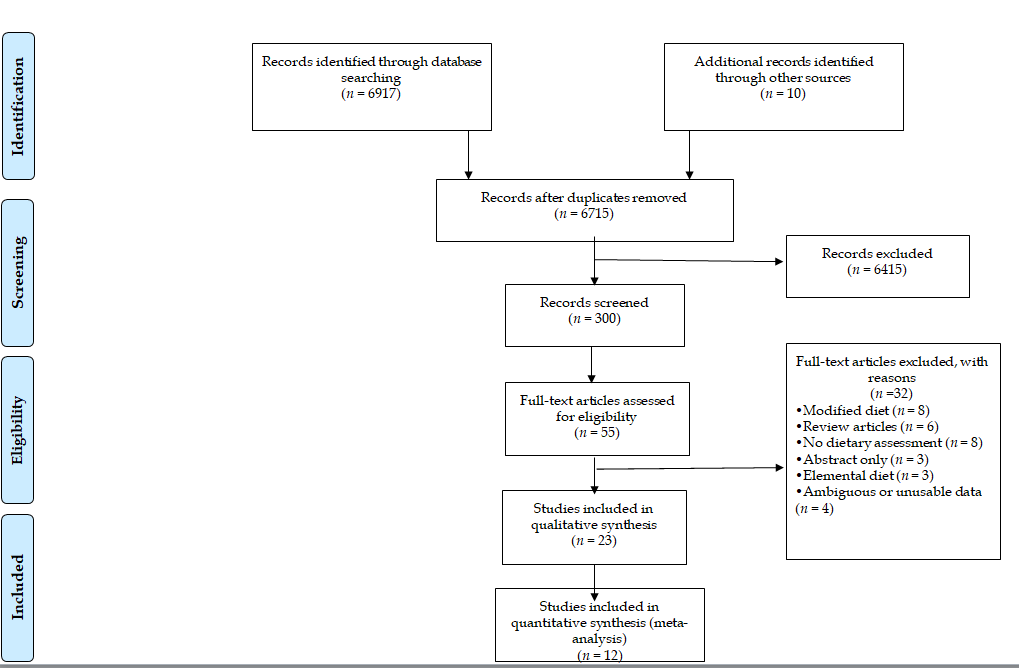 Identification
Records identified through database
searching
(n = 6917)
Additional records identified
through other sources
(n = 10)
Records after duplicates removed
(n = 6715)
Screening
Records excluded
(n = 6415)
Records screened
(n = 300)
Eligibility
Full-text articles assessed
for eligibility
(n = 55)
Full-text articles excluded, with
reasons
(n =32)
•Modified diet (n = 8)
•Review articles (n = 6)
•No dietary assessment (n = 8)
•Abstract only (n = 3)
•Elemental diet (n = 3)
•Ambiguous or unusable data
(n = 4)
Studies included in
qualitative synthesis
(n = 23)
Included
Studies included in
quantitative synthesis (meta-
analysis)
(n = 12)